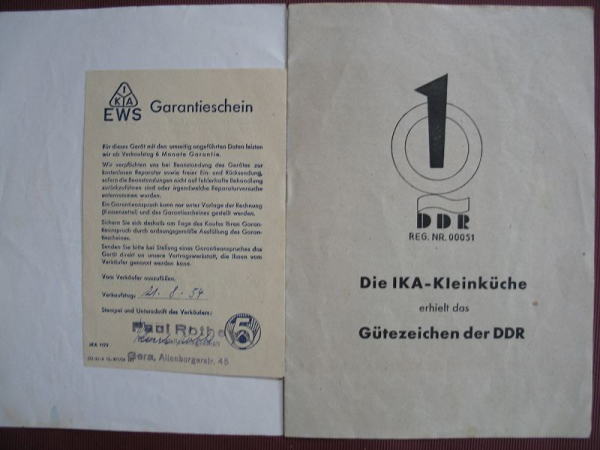 I
K A
EWS
Garantieschein
Für dieses Gerät mit den umseitig angeführten Daten leisten
wir ab Verkaufstag 6 Monate Garantie.
Wir verpflichten uns bei Beanstandung des Gerätes zur
kostenlosen Reparatur sowie freier Ein- und Rücksendung,
sofern die Beanstandungen nicht auf fehlerhafte Behandlung
zurückzuführen sind oder irgendwelche Reparaturversuche
unternommen wurden.
Ein Garantieanspruch kann nur unter Vorlage der Rechnung
(Kassenzettel) und des Garantiescheines gestellt werden.
Sichern Sie sich deshalb am Tage des Kaufes Ihren Garan-
tieanspruch durch ordnungsgemäße Ausfüllung des Garan-
tiescheines.
Senden Sie bitte bei Stellung eines Garantieanspruches das
Gerät direkt an unsere Vertragswerkstatt, die Ihnen vom
Verkäufer genannt werden kann.
Vom Verkäufer auszufüllen.
Verkaufstag: 21. 8. 54
Stempel und Unterschrift des Verkäufers:
Paul Rothe
Gera, Altenburgerstr. 45
1
DDR
REG. NR. 00051
Die IKA-Kleinküche
erhielt das
Gütezeichen der DDR